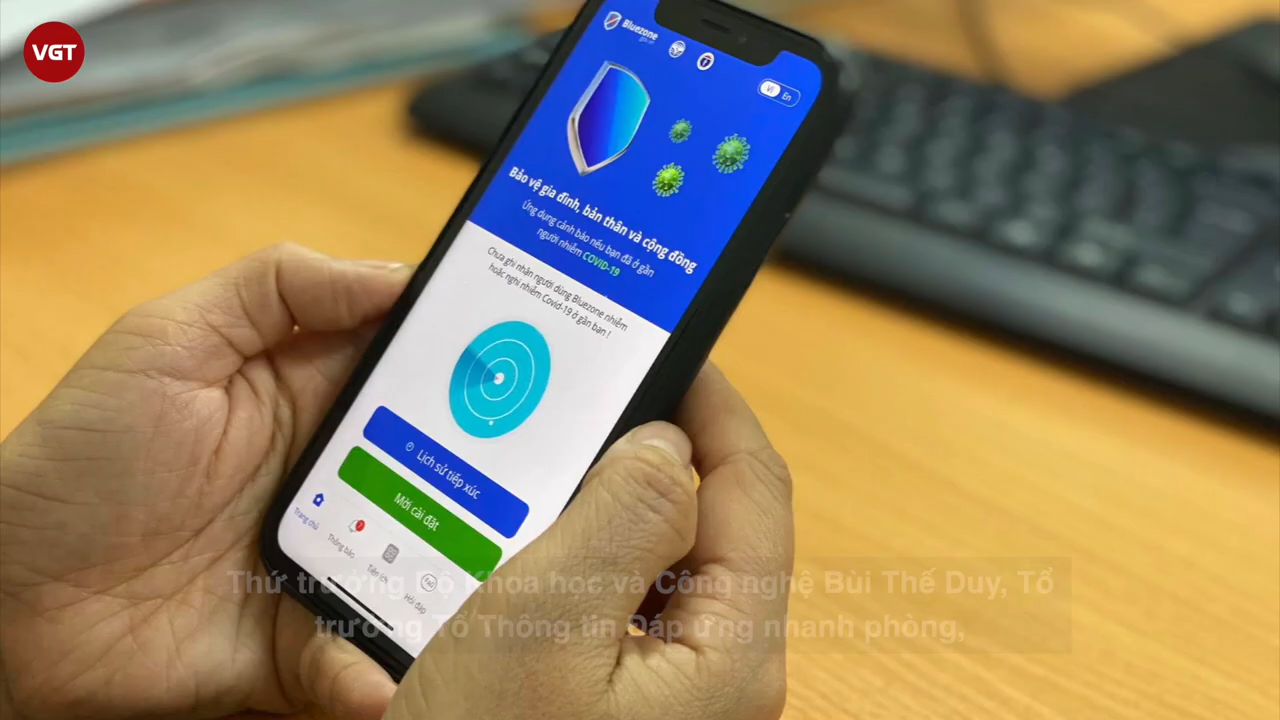 VGT
Bluezone
Vi En
Bảo vệ gia đình, bản thân và cộng đồng
Ứng dụng cảnh báo nếu bạn đã ở gần
người nhiễm COVID-19
Chưa ghi nhận người dùng Bluezone nhiễm
hoặc nghi nhiễm Covid-19 ở gần bạn !
Lịch sử tiếp xúc
Mời cài đặt
Trang chủ
Thông báo
Tiện ích
FAQ
Hỏi đáp
Thứ trưởng Bộ Khoa học và Công nghệ Bùi Thế Duy, Tổ
trưởng Tổ Thông tin Đáp ứng nhanh phòng,